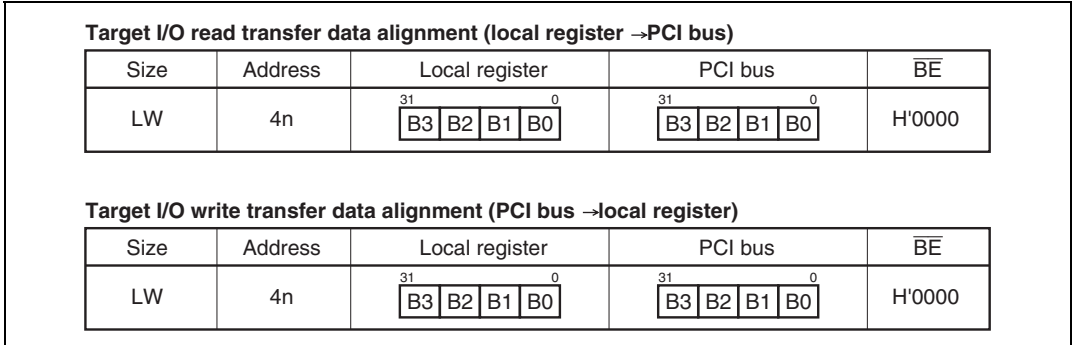 Target I/O read transfer data alignment (local register →PCI bus)
Size Address Local register PCI bus B̅E̅
31 0 31 0
LW 4n B3 B2 B1 B0 B3 B2 B1 B0 H'0000
Target I/O write transfer data alignment (PCI bus →local register)
Size Address Local register PCI bus B̅E̅
31 0 31 0
LW 4n B3 B2 B1 B0 B3 B2 B1 B0 H'0000